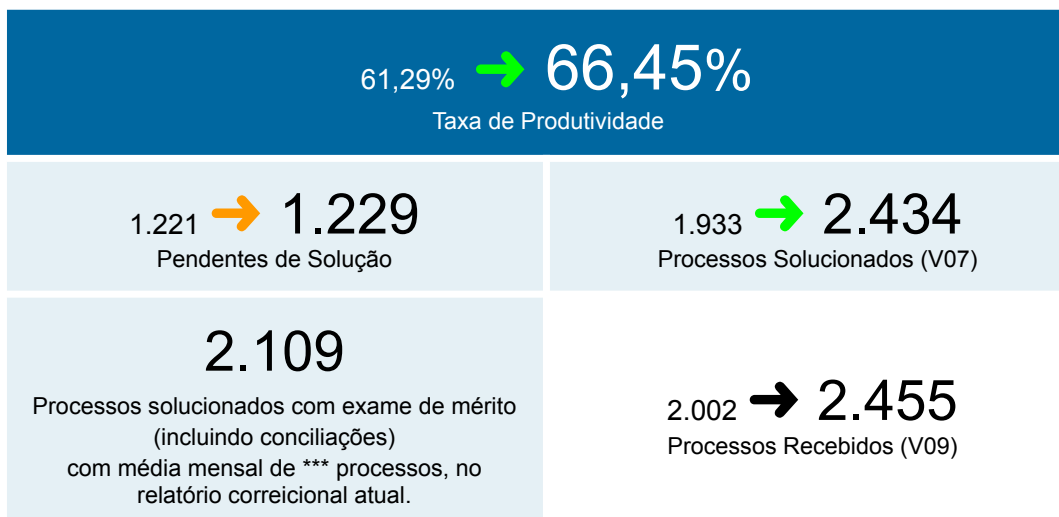 61,29% ➜ 66,45%
Taxa de Produtividade
1.221 ➜ 1.229
Pendentes de Solução
1.933 ➜ 2.434
Processos Solucionados (V07)
2.109
Processos solucionados com exame de mérito
(incluindo conciliações)
com média mensal de *** processos, no
relatório correicional atual.
2.002 ➜ 2.455
Processos Recebidos (V09)